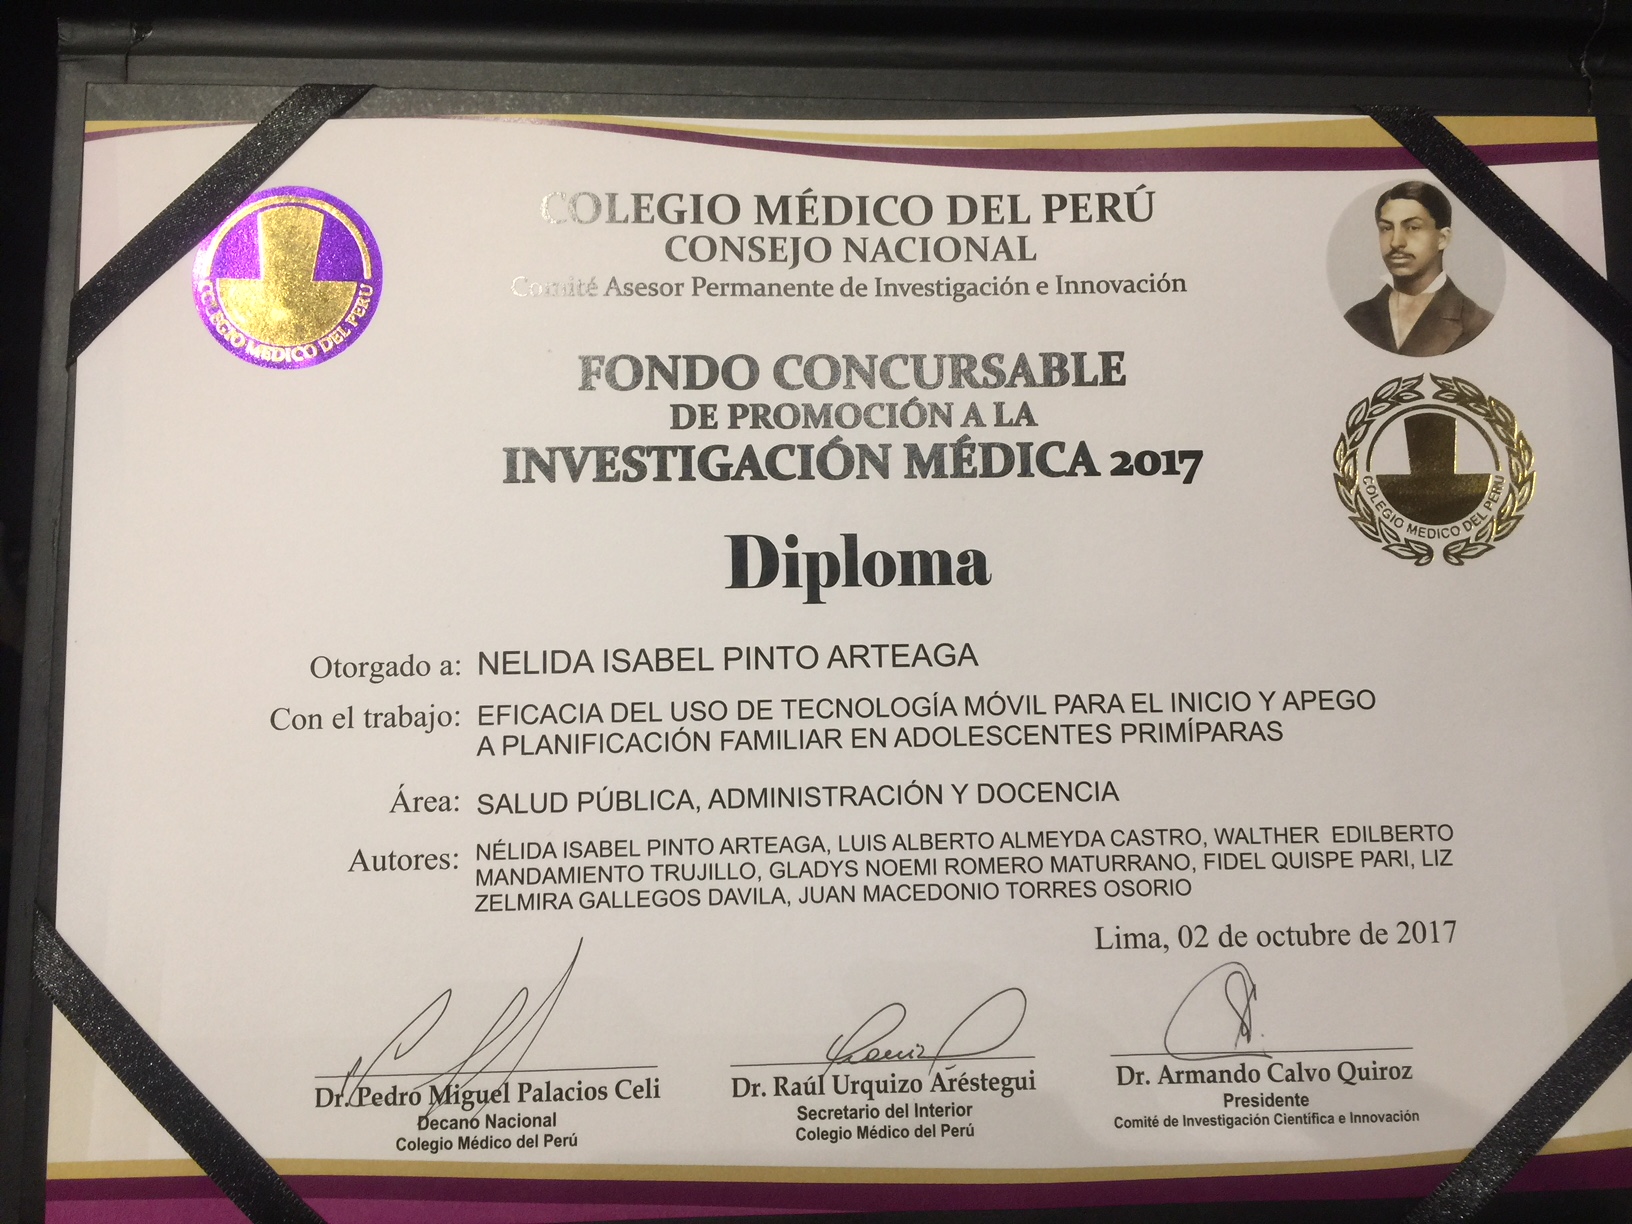 COLEGIO MÉDICO DEL PERÚ
CONSEJO NACIONAL
Comité Asesor Permanente de Investigación e Innovación
COLEGIO MEDICO DEL PERU
FONDO CONCURSABLE
DE PROMOCIÓN A LA
INVESTIGACIÓN MÉDICA 2017
COLEGIO MEDICO DEL PERU
Diploma
Otorgado a: NELIDA ISABEL PINTO ARTEAGA
Con el trabajo: EFICACIA DEL USO DE TECNOLOGÍA MÓVIL PARA EL INICIO Y APEGO
A PLANIFICACIÓN FAMILIAR EN ADOLESCENTES PRIMÍPARAS
Área: SALUD PÚBLICA, ADMINISTRACIÓN Y DOCENCIA
Autores: NÉLIDA ISABEL PINTO ARTEAGA, LUIS ALBERTO ALMEYDA CASTRO, WALTHER EDILBERTO
MANDAMIENTO TRUJILLO, GLADYS NOEMI ROMERO MATURRANO, FIDEL QUISPE PARI, LIZ
ZELMIRA GALLEGOS DAVILA, JUAN MACEDONIO TORRES OSORIO
Lima, 02 de octubre de 2017
Dr. Pedro Miguel Palacios Celi
Decano Nacional
Colegio Médico del Perú
Dr. Raúl Urquizo Aréstegui
Secretario del Interior
Colegio Médico del Perú
Dr. Armando Calvo Quiroz
Presidente
Comité de Investigación Científica e Innovación